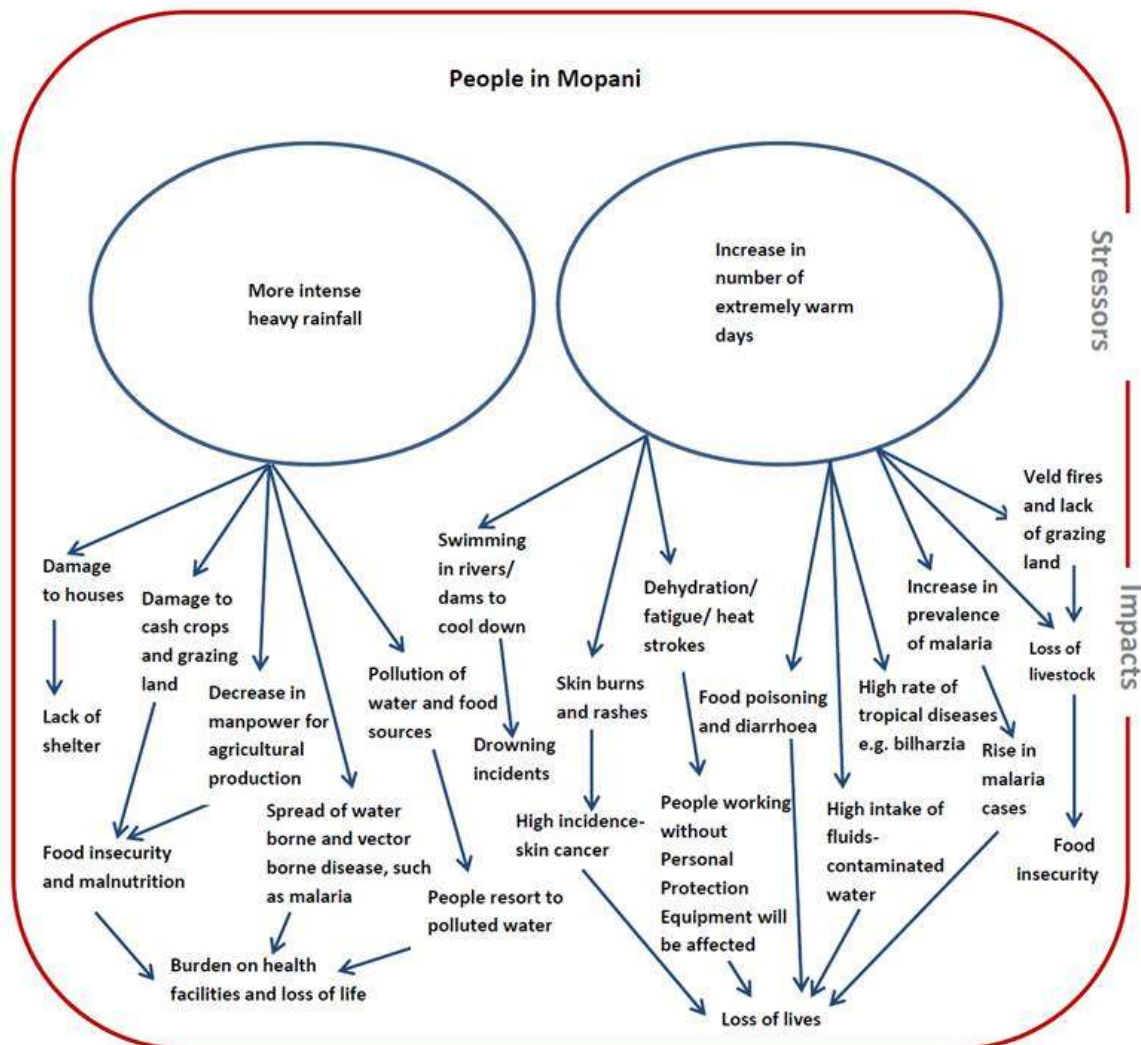 People in Mopani
More intense
heavy rainfall
Increase in
number of
extremely warm
days
Stressors
Impacts
Damage
to houses
Lack of
shelter
Damage to
cash crops
and grazing
land
Decrease in
manpower for
agricultural
production
Food insecurity
and malnutrition
Spread of water
borne and vector
borne disease, such
as malaria
Pollution of
water and food
sources
People resort to
polluted water
Burden on health
facilities and loss of life
Swimming
in rivers/
dams to
cool down
Drowning
incidents
Skin burns
and rashes
High incidence-
skin cancer
Dehydration/
fatigue/ heat
strokes
People working
without
Personal
Protection
Equipment will
be affected
Food poisoning
and diarrhoea
High intake of
fluids-
contaminated
water
High rate of
tropical diseases
e.g. bilharzia
Increase in
prevalence
of malaria
Rise in
malaria
cases
Veld fires
and lack
of grazing
land
Loss of
livestock
Food
insecurity
Loss of lives